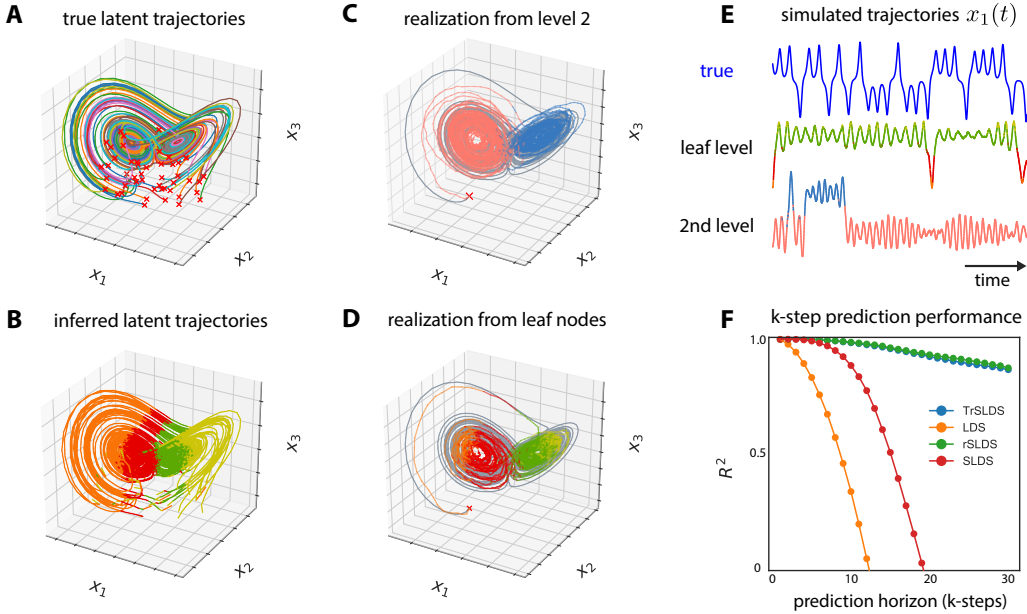 A true latent trajectories
x₃
x₁
x₂
C realization from level 2
x₃
x₁
x₂
E simulated trajectories x₁(t)
true
leaf level
2nd level
time
B inferred latent trajectories
x₃
x₁
x₂
D realization from leaf nodes
x₃
x₁
x₂
F k-step prediction performance
1.0
0.5
0
R²
TrSLDS
LDS
rSLDS
SLDS
0 10 20 30
prediction horizon (k-steps)